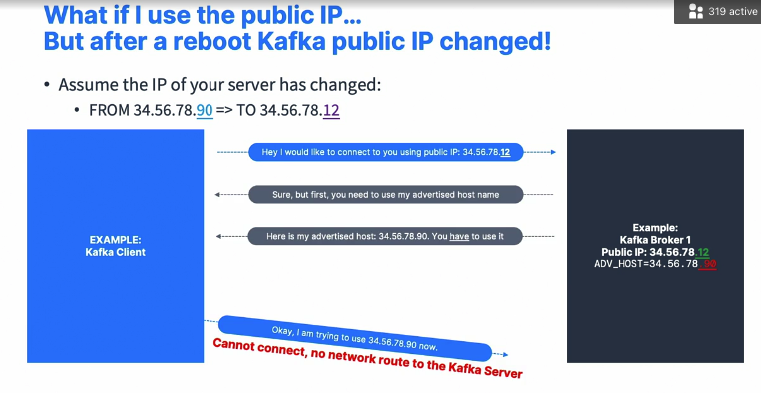 What if I use the public IP...
But after a reboot Kafka public IP changed!
319 active
• Assume the IP of your server has changed:
• FROM 34.56.78.90 => TO 34.56.78.12
EXAMPLE:
Kafka Client
Hey I would like to connect to you using public IP: 34.56.78.12
Sure, but first, you need to use my advertised host name
Here is my advertised host: 34.56.78.90. You have to use it
Okay, I am trying to use 34.56.78.90 now.
Cannot connect, no network route to the Kafka Server
Example:
Kafka Broker 1
Public IP: 34.56.78.12
ADV_HOST=34.56.78.90